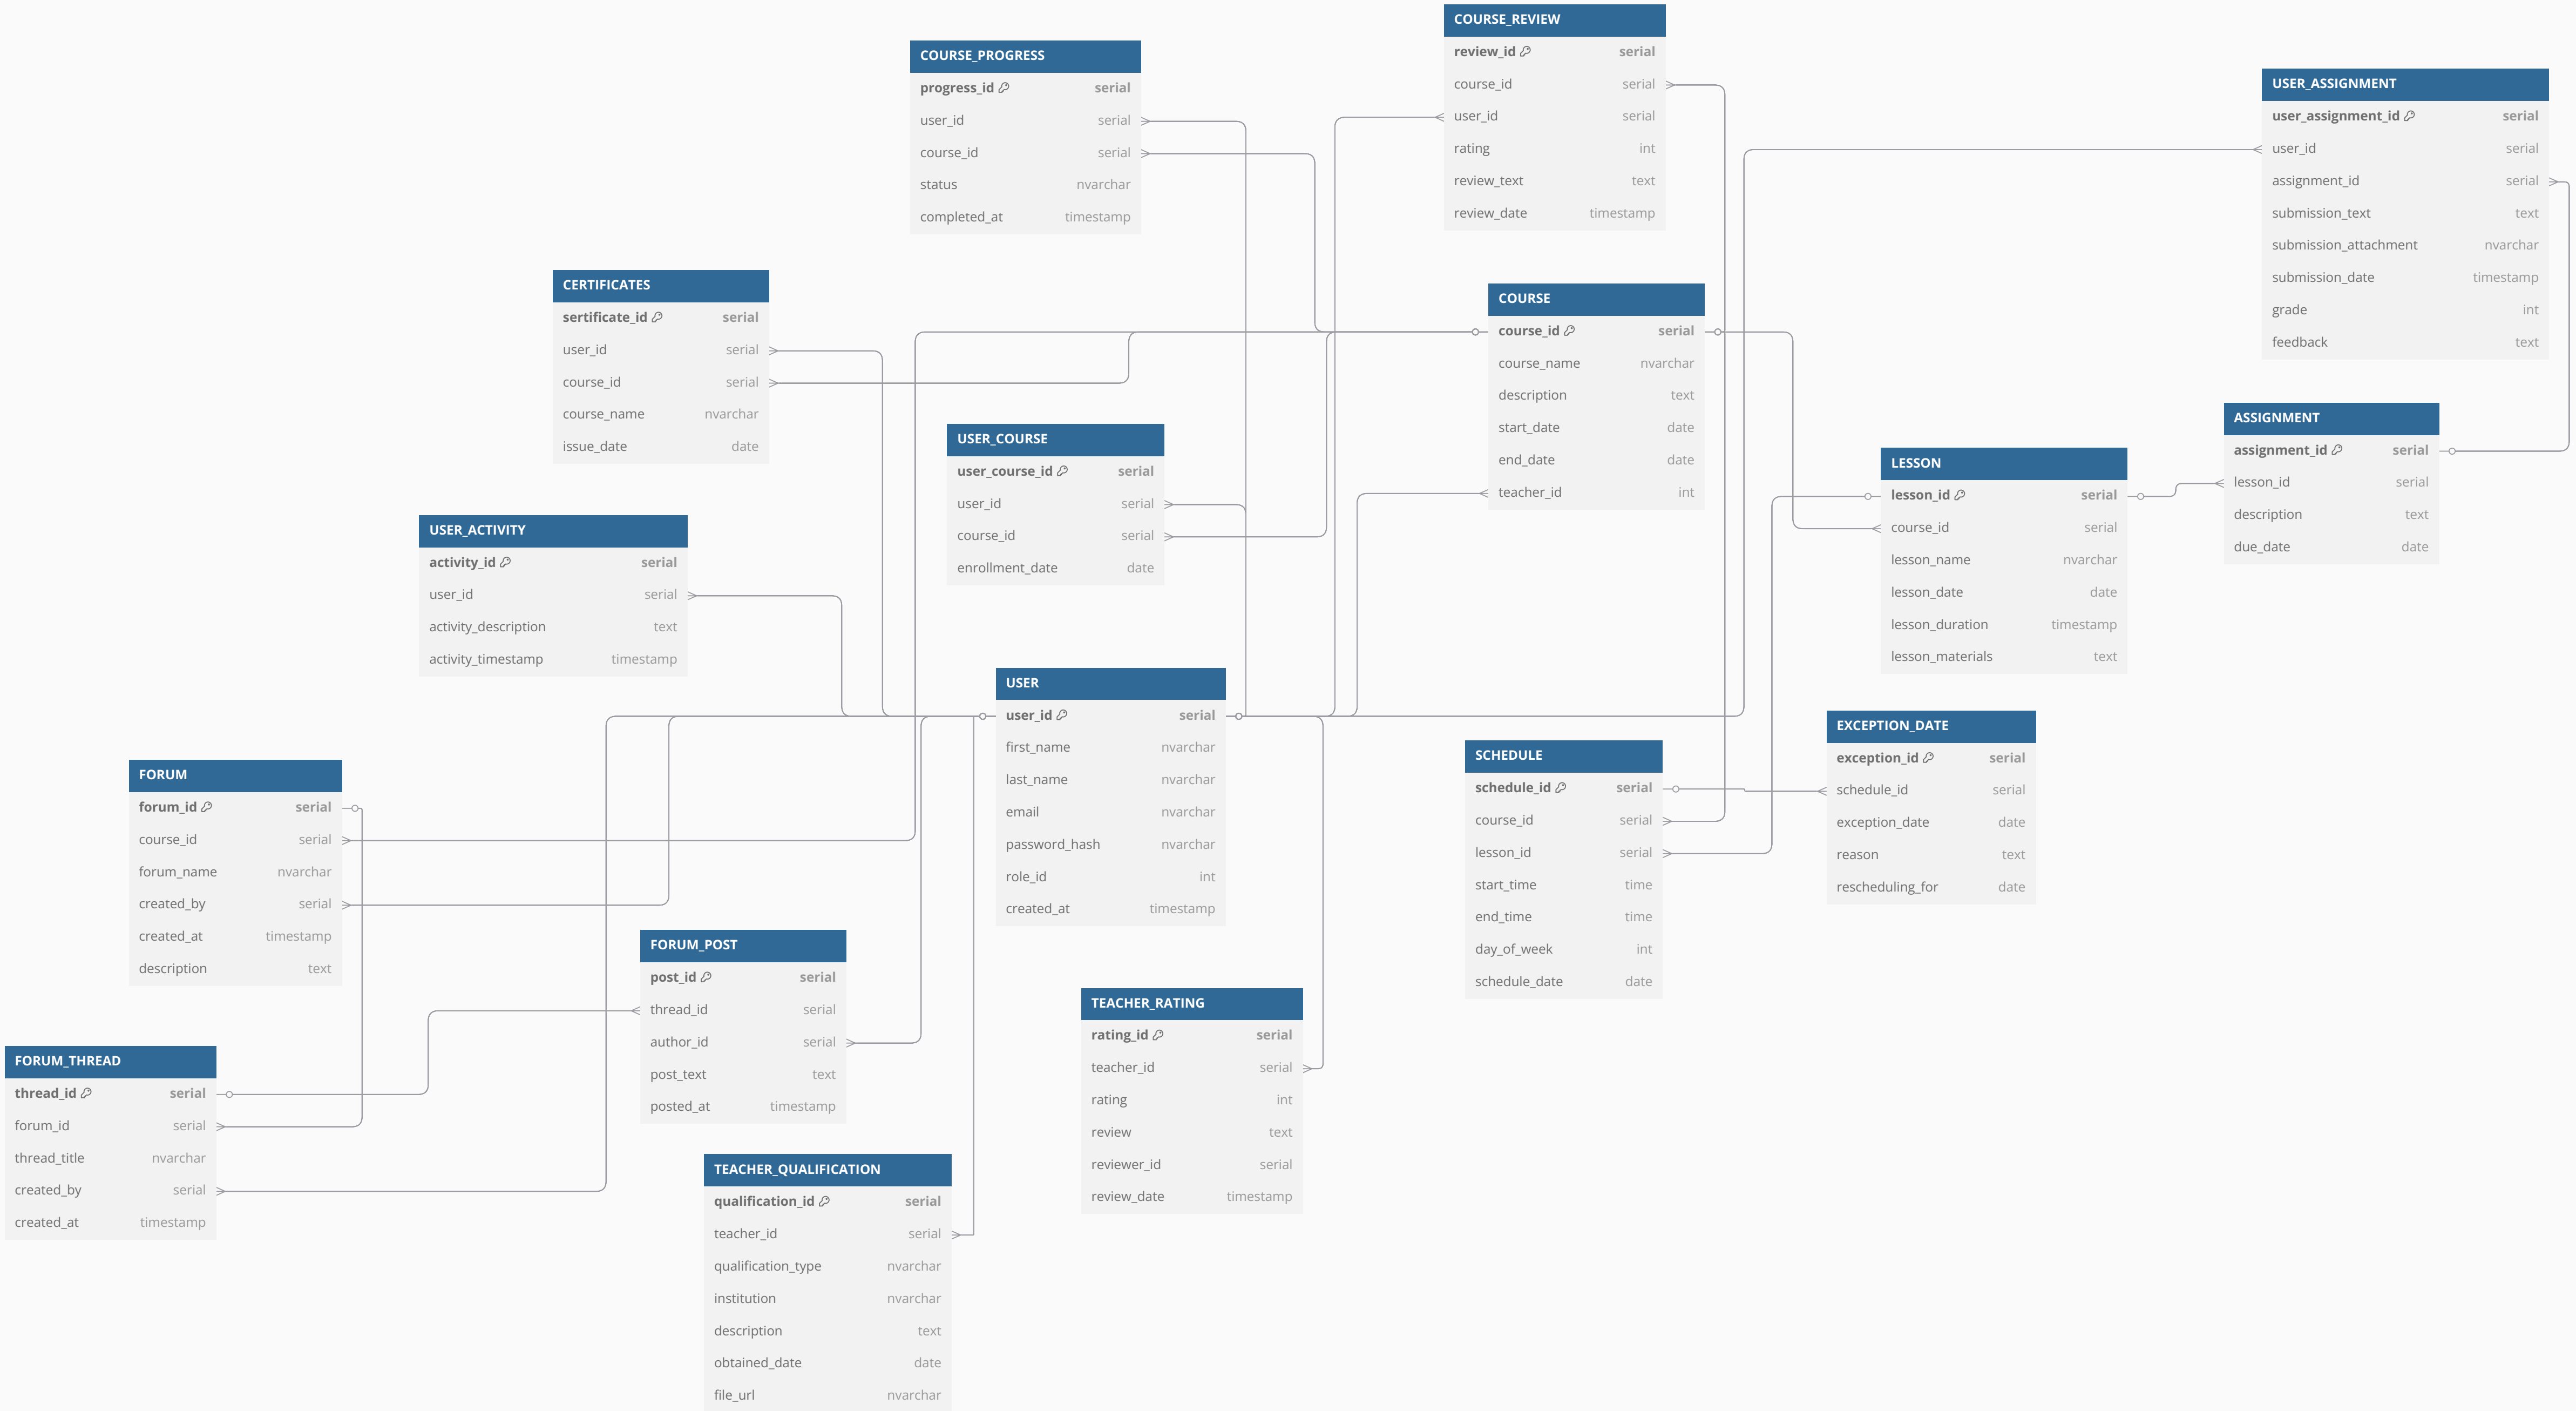 COURSE_REVIEW
review_id serial
course_id serial
user_id serial
rating int
review_text text
review_date timestamp
COURSE_PROGRESS
progress_id serial
user_id serial
course_id serial
status nvarchar
completed_at timestamp
USER_ASSIGNMENT
user_assignment_id serial
user_id serial
assignment_id serial
submission_text text
submission_attachment nvarchar
submission_date timestamp
grade int
feedback text
CERTIFICATES
sertificate_id serial
user_id serial
course_id serial
course_name nvarchar
issue_date date
COURSE
course_id serial
course_name nvarchar
description text
start_date date
end_date date
teacher_id int
USER_COURSE
user_course_id serial
user_id serial
course_id serial
enrollment_date date
ASSIGNMENT
assignment_id serial
lesson_id serial
description text
due_date date
LESSON
lesson_id serial
course_id serial
lesson_name nvarchar
lesson_date date
lesson_duration timestamp
lesson_materials text
USER_ACTIVITY
activity_id serial
user_id serial
activity_description text
activity_timestamp timestamp
USER
user_id serial
first_name nvarchar
last_name nvarchar
email nvarchar
password_hash nvarchar
role_id int
created_at timestamp
EXCEPTION_DATE
exception_id serial
schedule_id serial
exception_date date
reason text
rescheduling_for date
SCHEDULE
schedule_id serial
course_id serial
lesson_id serial
start_time time
end_time time
day_of_week int
schedule_date date
FORUM
forum_id serial
course_id serial
forum_name nvarchar
created_by serial
created_at timestamp
description text
FORUM_POST
post_id serial
thread_id serial
author_id serial
post_text text
posted_at timestamp
TEACHER_RATING
rating_id serial
teacher_id serial
rating int
review text
reviewer_id serial
review_date timestamp
FORUM_THREAD
thread_id serial
forum_id serial
thread_title nvarchar
created_by serial
created_at timestamp
TEACHER_QUALIFICATION
qualification_id serial
teacher_id serial
qualification_type nvarchar
institution nvarchar
description text
obtained_date date
file_url nvarchar